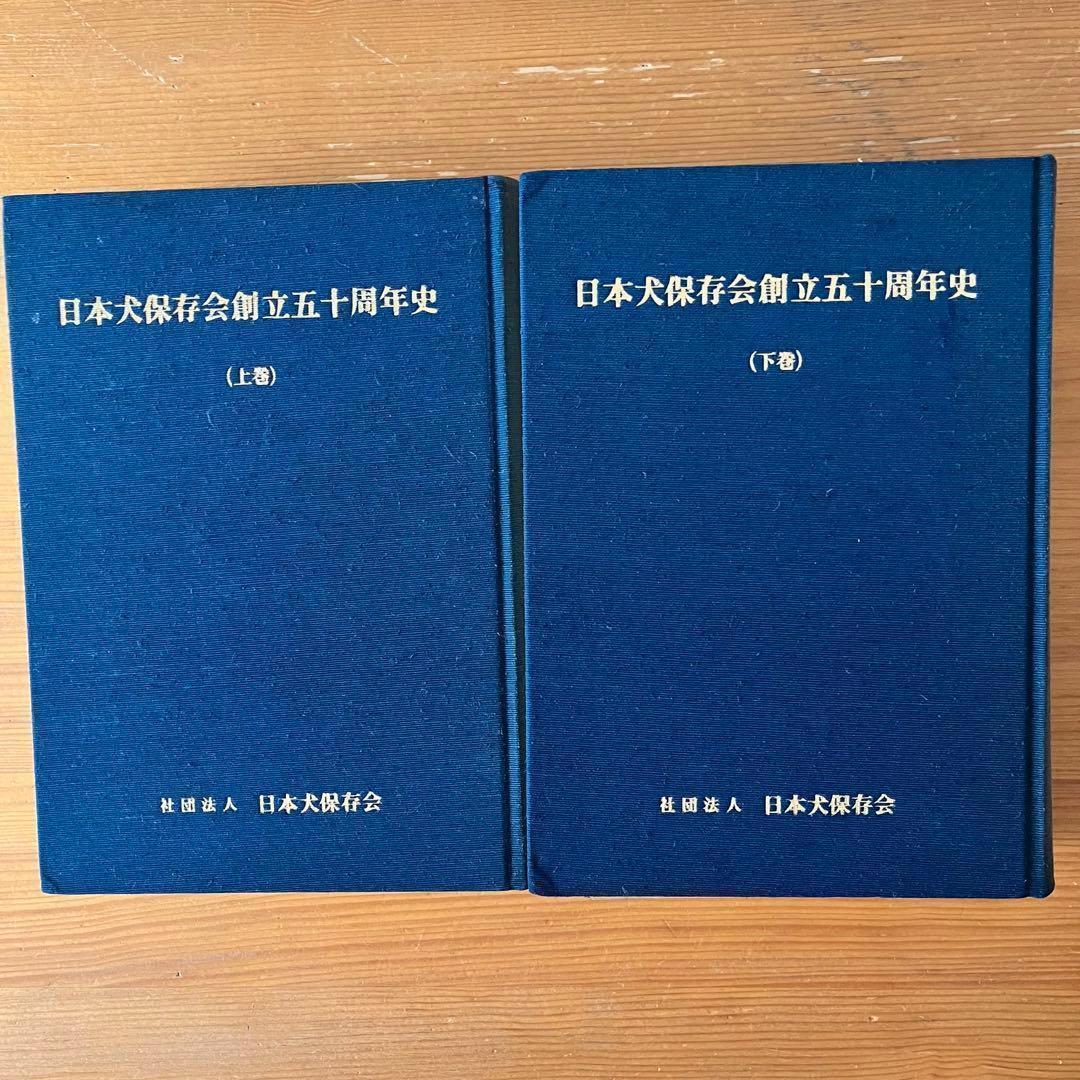 日本犬保存会創立五十周年史
(上巻)
社団法人 日本犬保存会
日本犬保存会創立五十周年史
(下巻)
社団法人 日本犬保存会